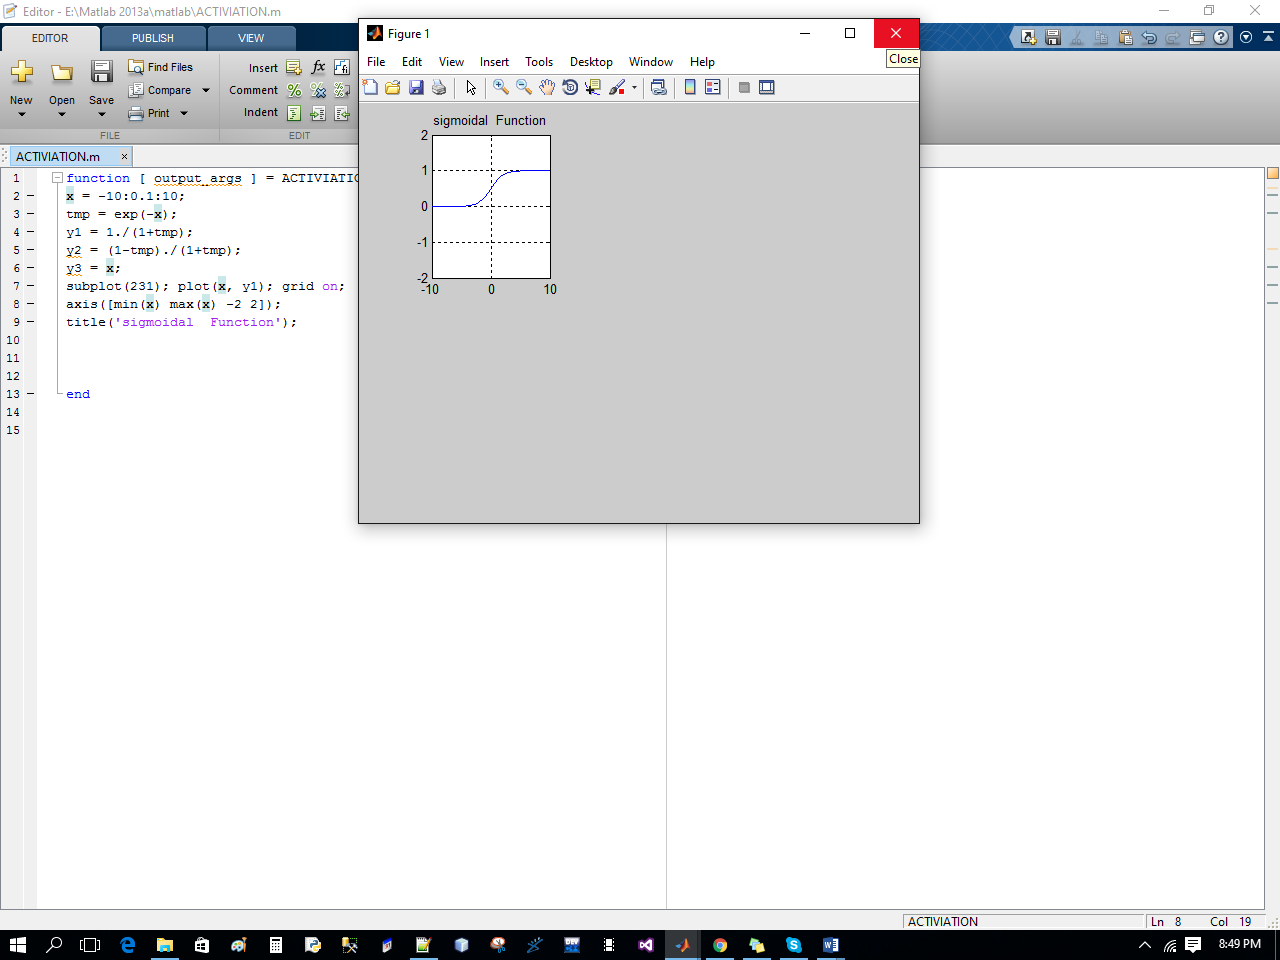 Editor - E:\Matlab 2013a\matlab\ACTIVIATION.m
EDITOR PUBLISH VIEW
New Open Save
Find Files
Compare
Print
Insert fx
Comment
Indent
FILE EDIT
ACTIVIATION.m ×
1 function [ output_args ] = ACTIVIATIO
2 x = -10:0.1:10;
3 tmp = exp(-x);
4 y1 = 1./(1+tmp);
5 y2 = (1-tmp)./(1+tmp);
6 y3 = x;
7 subplot(231); plot(x, y1); grid on;
8 axis([min(x) max(x) -2 2]);
9 title('sigmoidal  Function');
10
11
12
13 end
14
15
Figure 1
Close
File Edit View Insert Tools Desktop Window Help
sigmoidal  Function
2
1
0
-1
-2
-10 0 10
ACTIVIATION Ln 8 Col 19
8:49 PM